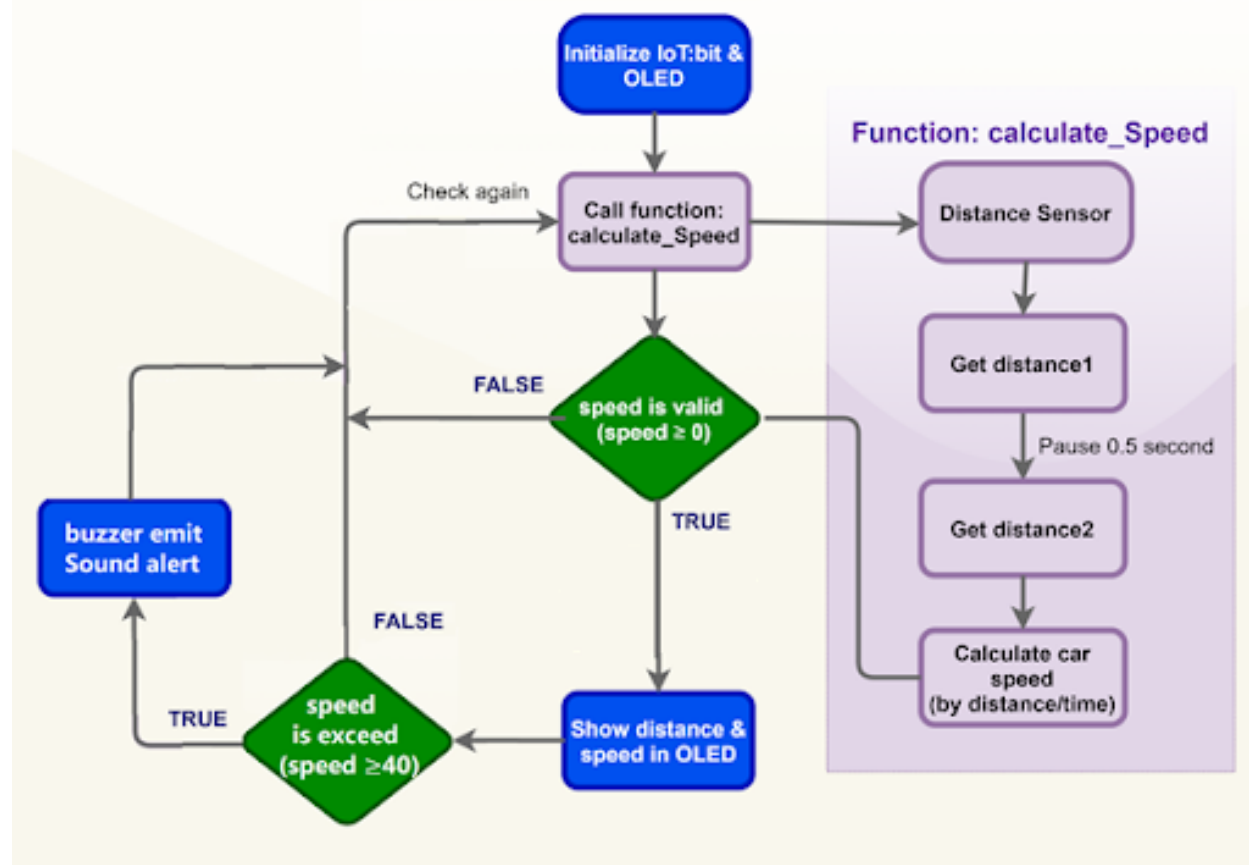 Initialize IoT:bit &
OLED
Function: calculate_Speed
Check again
Call function:
calculate_Speed
Distance Sensor
Get distance1
FALSE
speed is valid
(speed ≥ 0)
Pause 0.5 second
TRUE
Get distance2
buzzer emit
Sound alert
FALSE
Calculate car
speed
(by distance/time)
TRUE
speed
is exceed
(speed ≥40)
Show distance &
speed in OLED